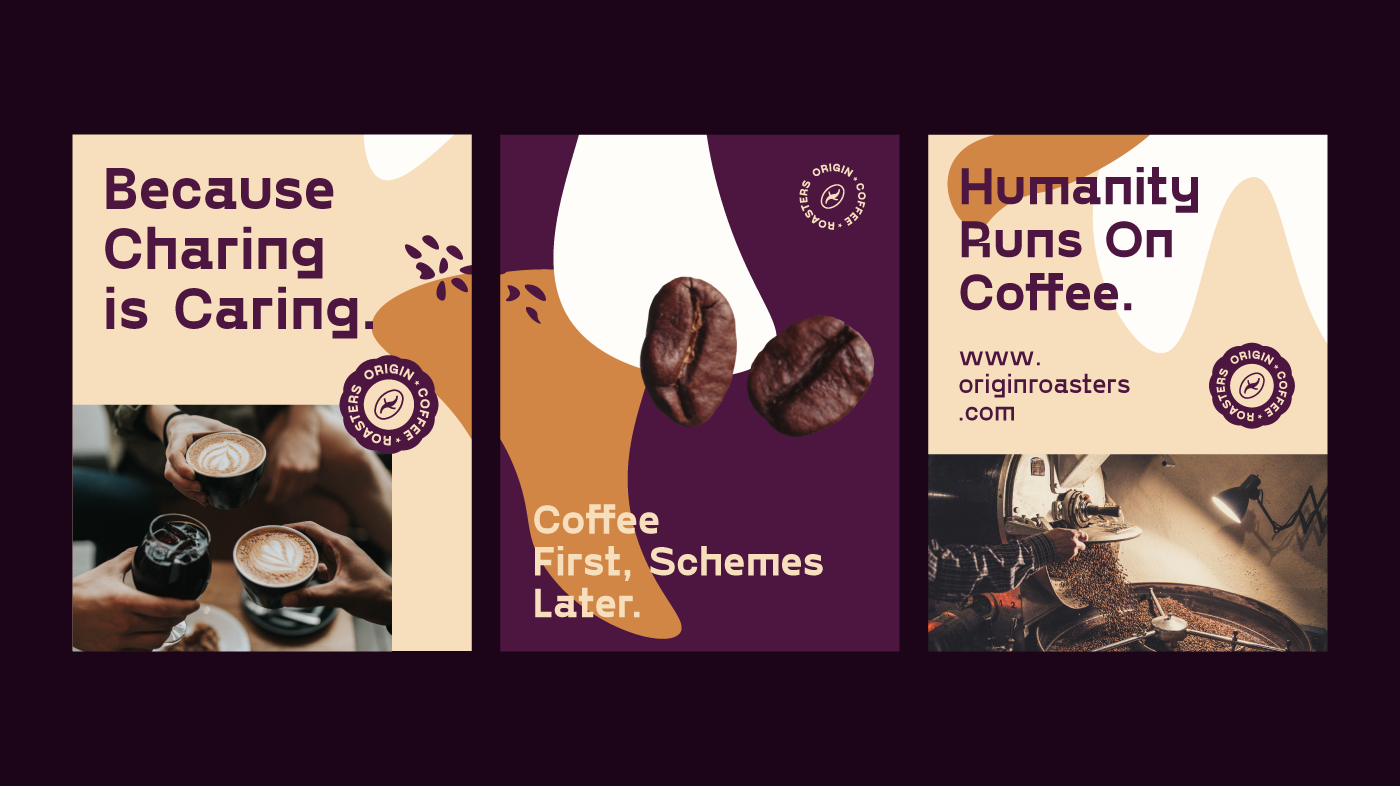 Because
Charing
is Caring.
ORIGIN * COFFEE * ROASTERS
ORIGIN * COFFEE * ROASTERS
Coffee
First, Schemes
Later.
Humanity
Runs On
Coffee.
www.
originroasters
.com
ORIGIN * COFFEE * ROASTERS